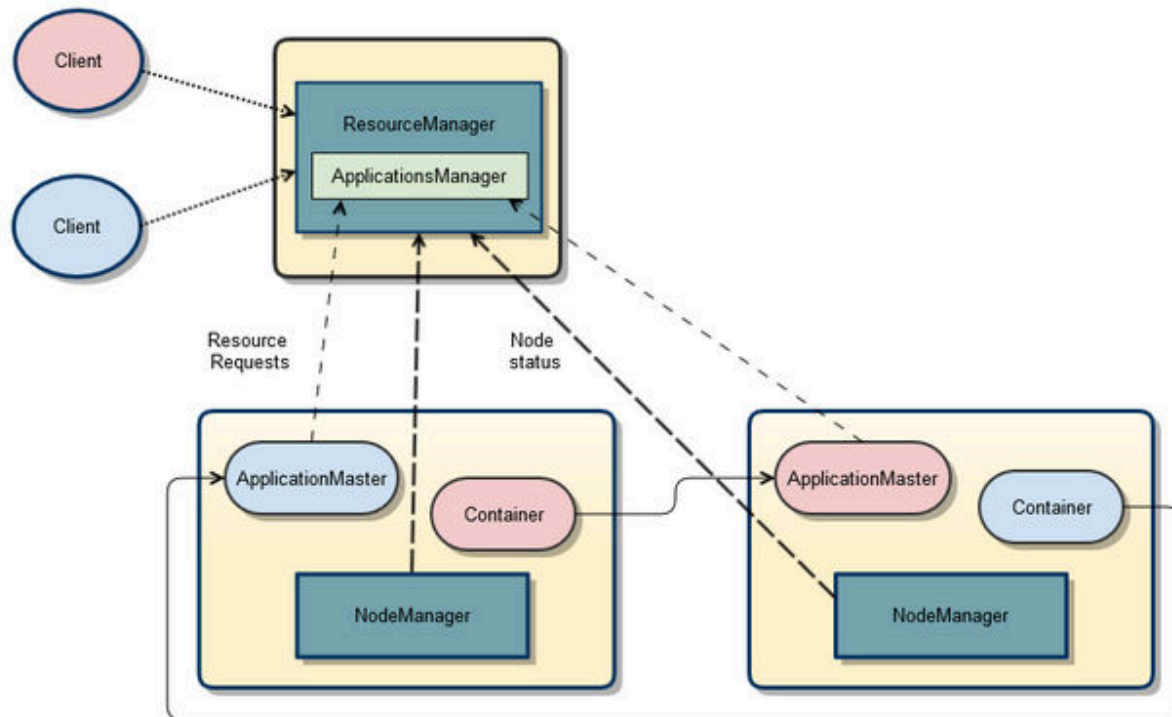 Client
ResourceManager
ApplicationsManager
Client
Resource
Requests
Node
status
ApplicationMaster
Container
NodeManager
ApplicationMaster
Container
NodeManager